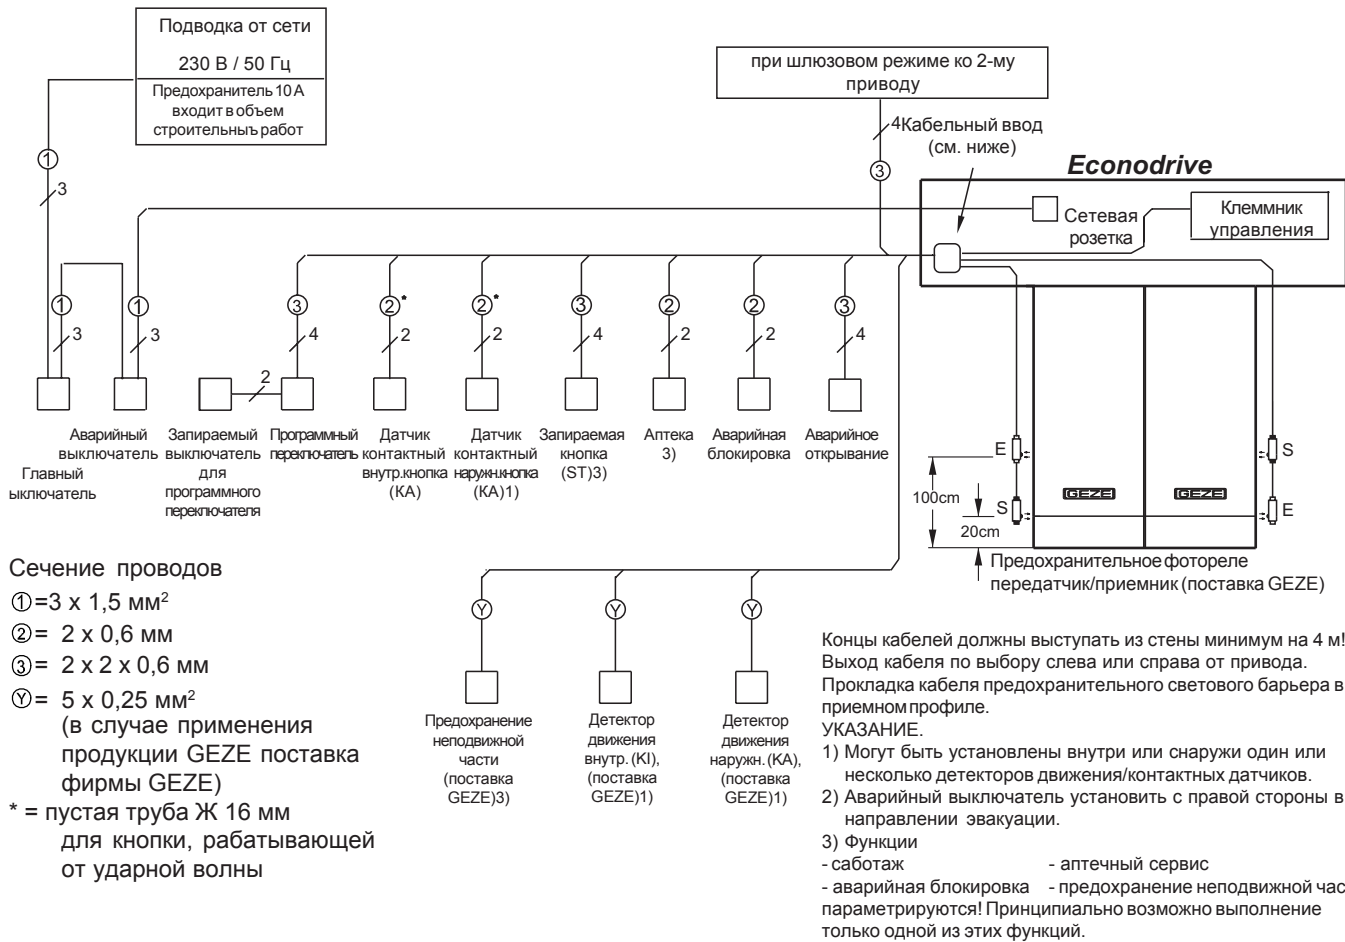 Подводка от сети
230 В / 50 Гц
Предохранитель 10 А
входит в объем
строительныъ работ
при шлюзовом режиме ко 2-му
приводу
4
Кабельный ввод
(см. ниже)
Econodrive
1
3
3
Сетевая
розетка
Клеммник
управления
1
3
1
3
3
4
2*
2
2*
2
3
4
2
2
2
2
3
4
2
Главный
ыключатель
Аварийный
выключатель
Запираемый
выключатель
для
программного
переключателя
Программный
переключатель
Датчик
контактный
внутр.кнопка
(КА)
Датчик
контактный
наружн.кнопка
(КА)1)
Запираемая
кнопка
(ST)3)
Аптека
3)
Аварийная
блокировка
Аварийное
открывание
E
S
S
E
100cm
20cm
GEZE
GEZE
Предохранительное фотореле
передатчик/приемник (поставка GEZE)
Сечение проводов
1=3 x 1,5 мм²
2= 2 x 0,6 мм
3= 2 x 2 x 0,6 мм
Y= 5 x 0,25 мм²
(в случае применения
продукции GEZE поставка
фирмы GEZE)
* = пустая труба Ж 16 мм
для кнопки, рабатывающей
от ударной волны
Y
Y
Y
Предохранение
неподвижной
части
(поставка
GEZE)3)
Детектор
движения
внутр. (KI),
(поставка
GEZE)1)
Детектор
движения
наружн. (KA),
(поставка
GEZE)1)
Концы кабелей должны выступать из стены минимум на 4 м!
Выход кабеля по выбору слева или справа от привода.
Прокладка кабеля предохранительного светового барьера в
приемном профиле.
УКАЗАНИЕ.
1) Могут быть установлены внутри или снаружи один или
несколько детекторов движения/контактных датчиков.
2) Аварийный выключатель установить с правой стороны в
направлении эвакуации.
3) Функции
- саботаж - аптечный сервис
- аварийная блокировка - предохранение неподвижной час
параметрируются! Принципиально возможно выполнение
только одной из этих функций.